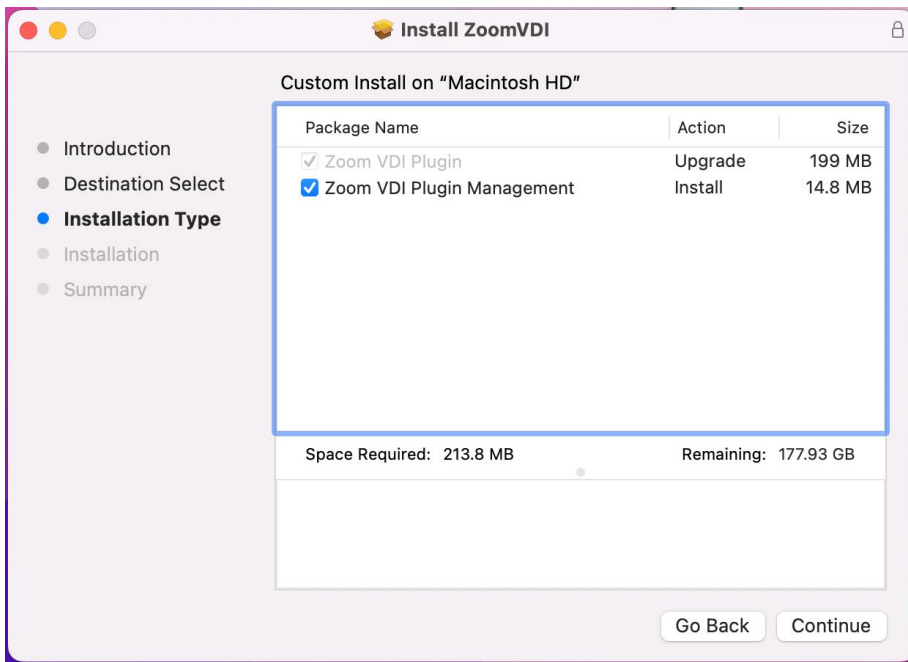 Install ZoomVDI
Custom Install on “Macintosh HD”
Introduction
Destination Select
Installation Type
Installation
Summary
Package Name Action Size
Zoom VDI Plugin Upgrade 199 MB
Zoom VDI Plugin Management Install 14.8 MB
Space Required: 213.8 MB Remaining: 177.93 GB
Go Back Continue